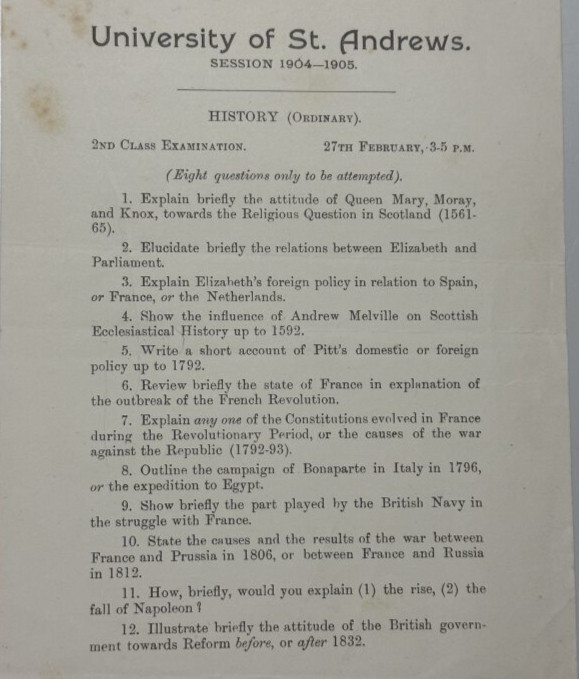 University of St. Andrews.
SESSION 1904—1905.
HISTORY (Ordinary).
2nd Class Examination. 27th February, 3-5 p.m.
(Eight questions only to be attempted).
1. Explain briefly the attitude of Queen Mary, Moray,
and Knox, towards the Religious Question in Scotland (1561-
65).
2. Elucidate briefly the relations between Elizabeth and
Parliament.
3. Explain Elizabeth's foreign policy in relation to Spain,
or France, or the Netherlands.
4. Show the influence of Andrew Melville on Scottish
Ecclesiastical History up to 1592.
5. Write a short account of Pitt's domestic or foreign
policy up to 1792.
6. Review briefly the state of France in explanation of
the outbreak of the French Revolution.
7. Explain any one of the Constitutions evolved in France
during the Revolutionary Period, or the causes of the war
against the Republic (1792-93).
8. Outline the campaign of Bonaparte in Italy in 1796,
or the expedition to Egypt.
9. Show briefly the part played by the British Navy in
the struggle with France.
10. State the causes and the results of the war between
France and Prussia in 1806, or between France and Russia
in 1812.
11. How, briefly, would you explain (1) the rise, (2) the
fall of Napoleon?
12. Illustrate briefly the attitude of the British govern-
ment towards Reform before, or after 1832.